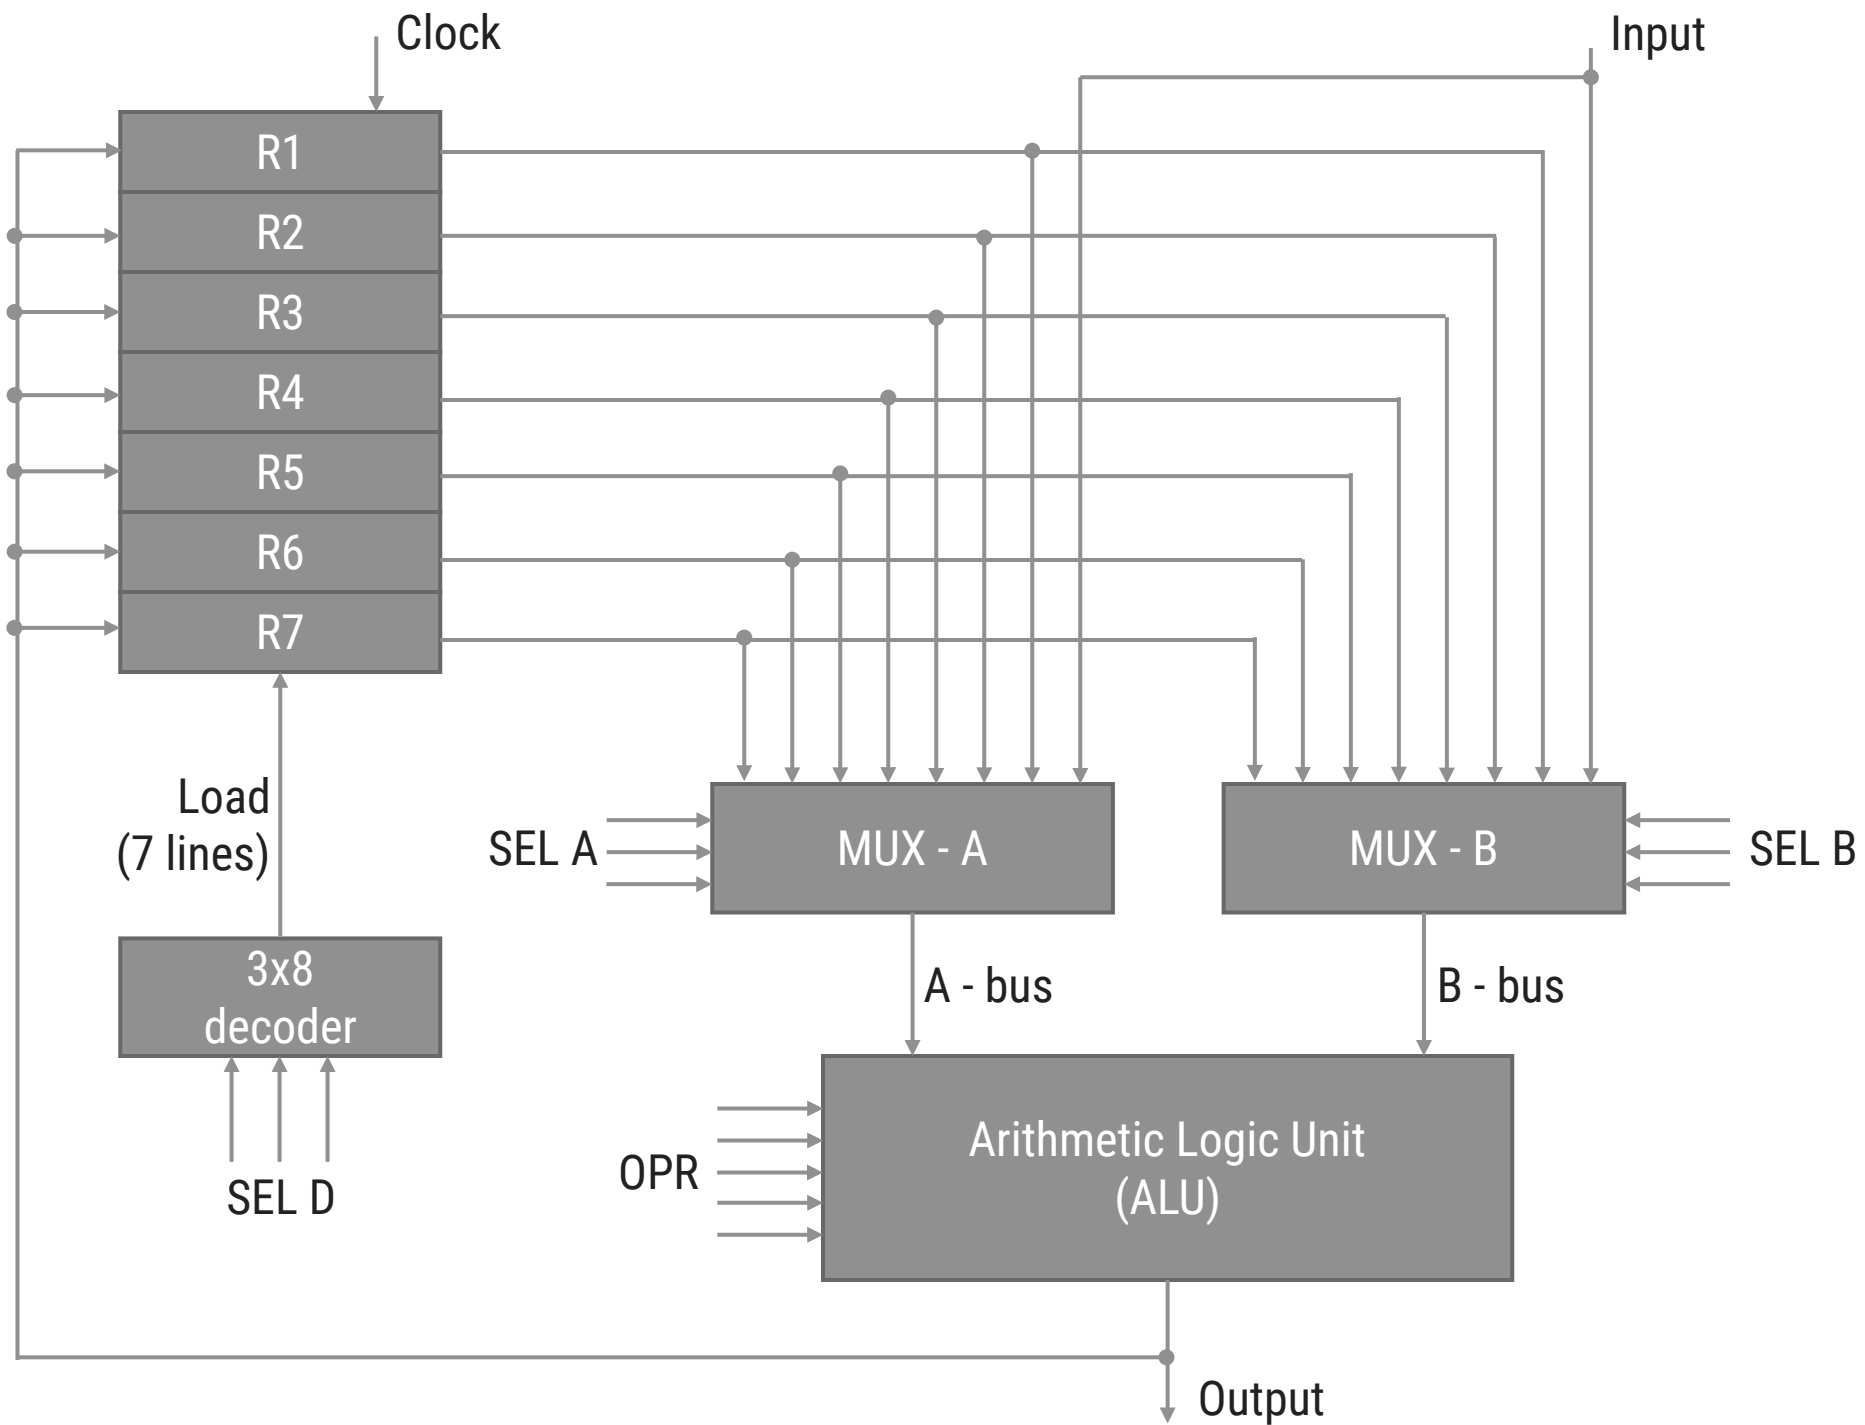 Clock
Input
R1
R2
R3
R4
R5
R6
R7
Load
(7 lines)
SEL A
MUX - A
MUX - B
SEL B
3x8
decoder
A - bus
B - bus
SEL D
OPR
Arithmetic Logic Unit
(ALU)
Output